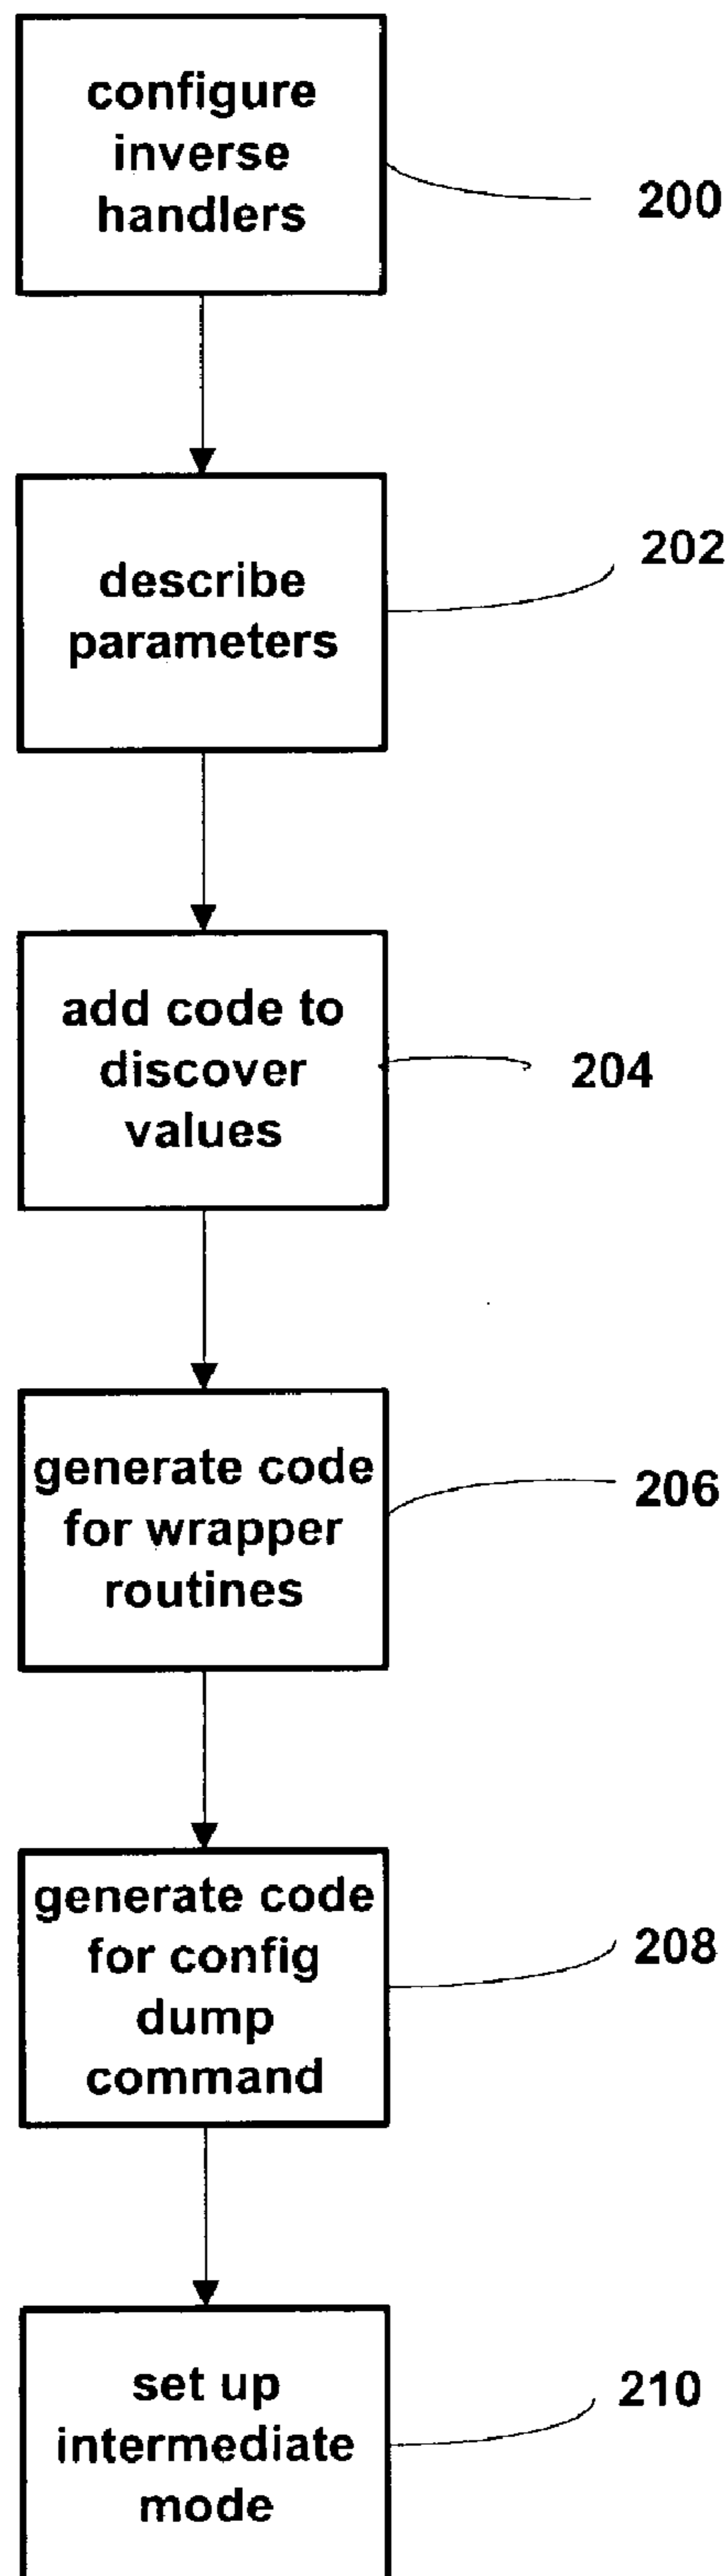 configure
inverse
handlers
200
describe
parameters
202
add code to
discover
values
204
generate code
for wrapper
routines
206
generate code
for config
dump
command
208
set up
intermediate
mode
210